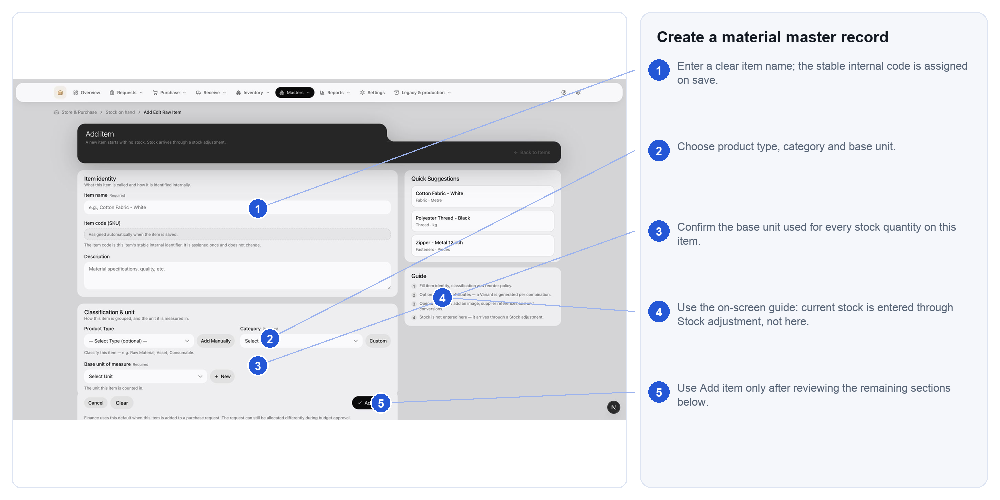 Overview
Requests
Purchase
Receive
Inventory
Masters
Reports
Settings
Legacy & production
Store & Purchase > Stock on hand > Add Edit Raw Item
Add item
A new item starts with no stock. Stock arrives through a stock adjustment.
← Back to Items
Item identity
What this item is called and how it is identified internally.
Item name Required
e.g., Cotton Fabric - White
1
Item code (SKU)
Assigned automatically when the item is saved.
The item code is this item's stable internal identifier. It is assigned once and does not change.
Description
Material specifications, quality, etc.
Classification & unit
How this item is grouped, and the unit it is measured in.
Product Type
— Select Type (optional) —
Add Manually
Classify this item — e.g. Raw Material, Asset, Consumable.
Category
Select
2
Custom
Base unit of measure Required
3
Select Unit
+ New
The unit this item is counted in.
Cancel
Clear
5
Finance uses this default when this item is added to a purchase request. The request can still be allocated differently during budget approval.
Quick Suggestions
Cotton Fabric - White
Fabric · Metre
Polyester Thread - Black
Thread · kg
Zipper - Metal 12inch
Fasteners · Pieces
Guide
1 Fill item identity, classification and reorder policy.
2 — a Variant is generated per combination.
4
3 Open add an image, supplier references and unit
conversions.
4 Stock is not entered here — it arrives through a Stock adjustment.
N
Create a material master record
1 Enter a clear item name; the stable internal code is assigned
on save.
2 Choose product type, category and base unit.
3 Confirm the base unit used for every stock quantity on this
item.
4 Use the on-screen guide: current stock is entered through
Stock adjustment, not here.
5 Use Add item only after reviewing the remaining sections
below.